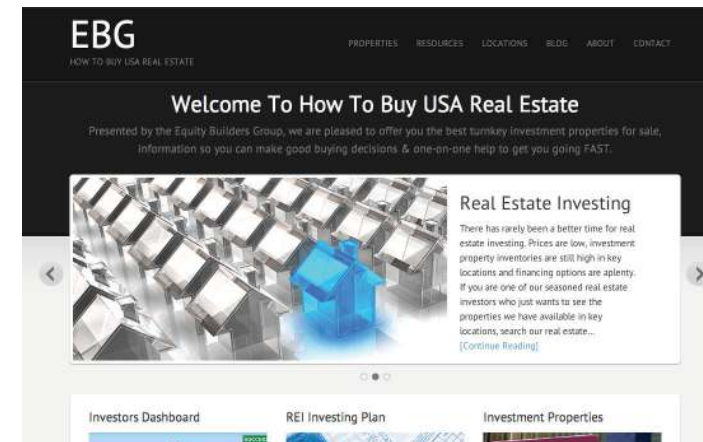 EBG
HOW TO BUY USA REAL ESTATE
PROPERTIES RESOURCES LOCATIONS BLOG ABOUT CONTACT
Welcome To How To Buy USA Real Estate
Presented by the Equity Builders Group, we are pleased to offer you the best turnkey investment properties for sale,
information so you can make good buying decisions & one-on-one help to get you going FAST.
Real Estate Investing
There has rarely been a better time for real
estate investing. Prices are low, investment
property inventories are still high in key
locations and financing options are aplenty.
If you are one of our seasoned real estate
investors who just wants to see the
properties we have available in key
locations, search our real estate...
[Continue Reading]
Investors Dashboard
REI Investing Plan
Investment Properties